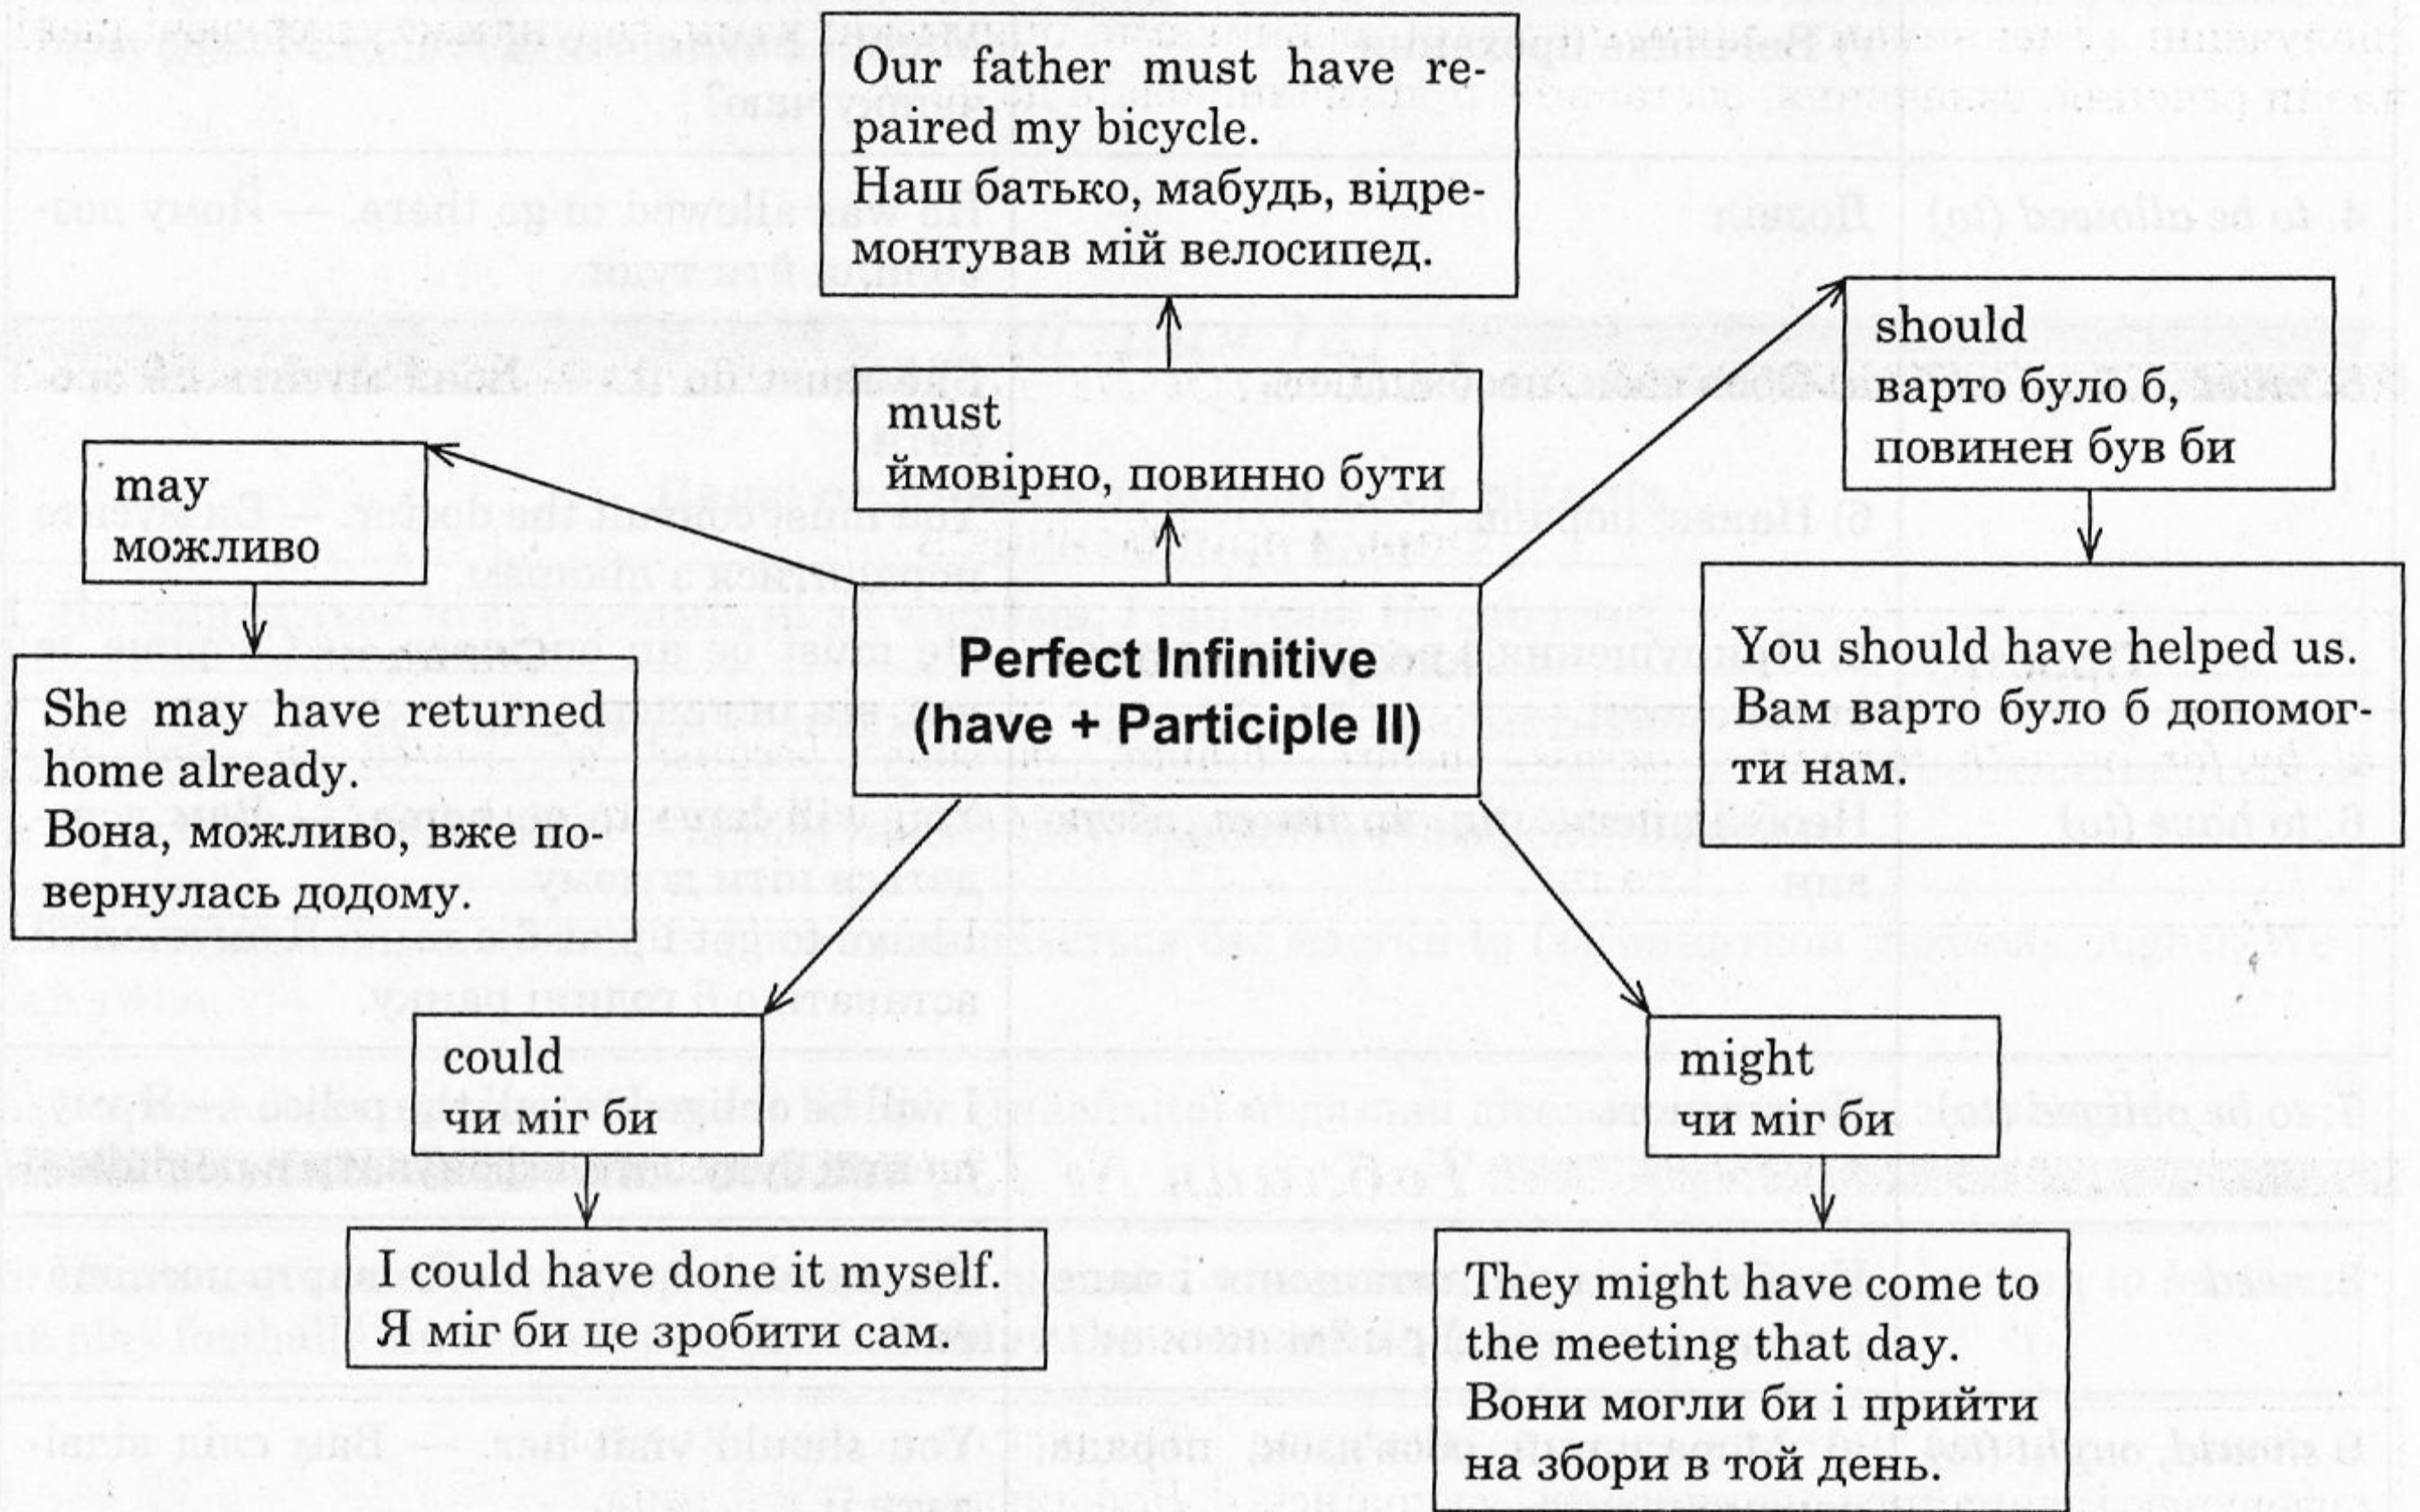 Our father must have re-
paired my bicycle.
Наш батько, мабудь, відре-
монтував мій велосипед.
must
ймовірно, повинно бути
should
варто було б,
повинен був би
may
можливо
Perfect Infinitive
(have + Participle II)
You should have helped us.
Вам варто було б допомог-
ти нам.
She may have returned
home already.
Вона, можливо, вже по-
вернулась додому.
could
чи міг би
might
чи міг би
I could have done it myself.
Я міг би це зробити сам.
They might have come to
the meeting that day.
Вони могли би і прийти
на збори в той день.